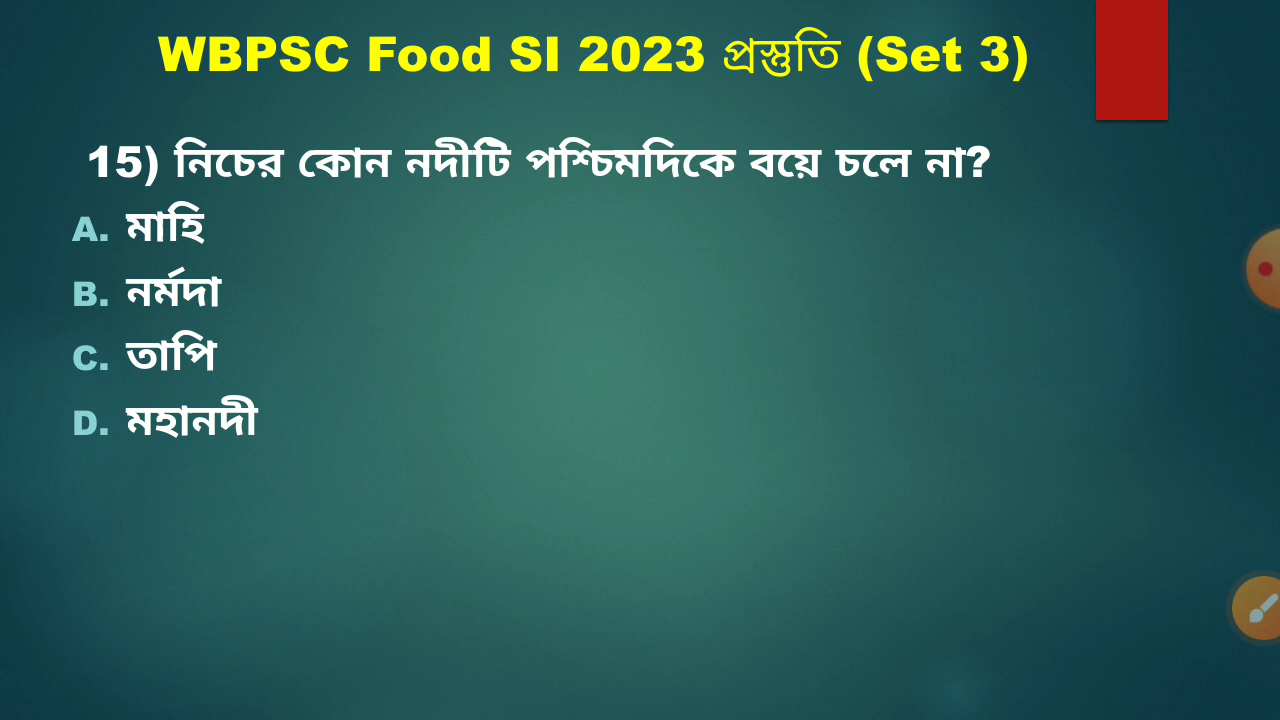 WBPSC Food SI 2023 প্রস্তুতি (Set 3)
15) নিচের কোন নদীটি পশ্চিমদিকে বয়ে চলে না?
A. মাহি
B. নর্মদা
C. তাপি
D. মহানদী